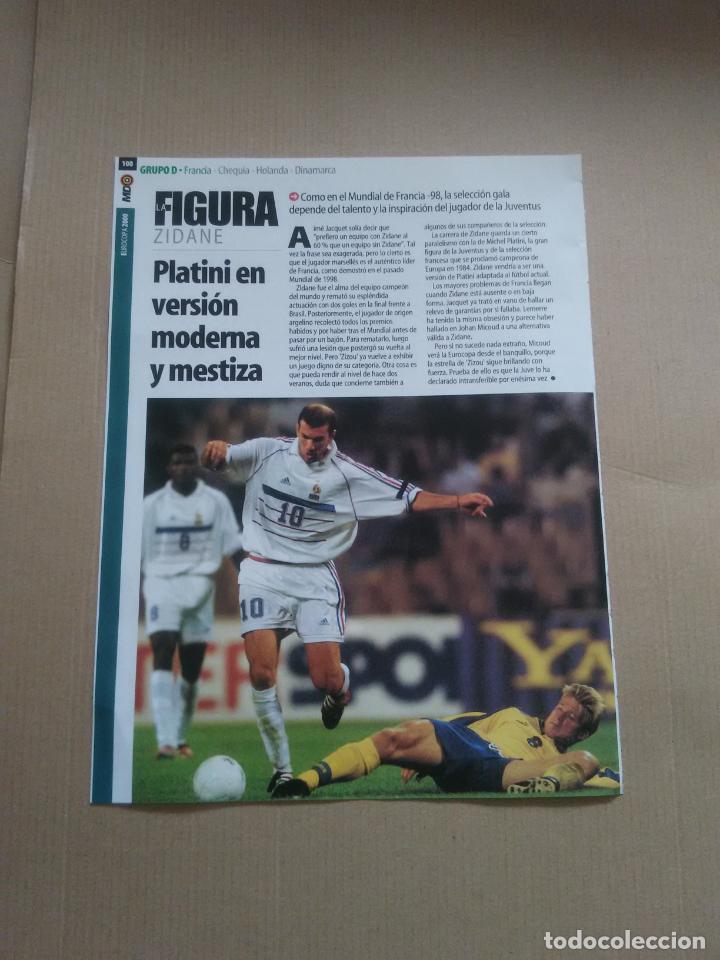 100
GRUPO D • Francia - Chequia - Holanda - Dinamarca
MD
EUROCOPA 2000
LA FIGURA
ZIDANE
Platini en
versión
moderna
y mestiza
Como en el Mundial de Francia -98, la selección gala
depende del talento y la inspiración del jugador de la Juventus
Aimé Jacquet solía decir que
"prefiero un equipo con Zidane al
60 % que un equipo sin Zidane". Tal
vez la frase sea exagerada, pero lo cierto es
que el jugador marsellés es el auténtico líder
de Francia, como demostró en el pasado
Mundial de 1998.
Zidane fue el alma del equipo campeón
del mundo y remató su espléndida
actuación con dos goles en la final frente a
Brasil. Posteriormente, el jugador de origen
argelino recolectó todos los premios
habidos y por haber tras el Mundial antes de
pasar por un bajón. Para rematarlo, luego
sufrió una lesión que postergó su vuelta al
mejor nivel. Pero 'Zizou' ya vuelve a exhibir
un juego digno de su categoría. Otra cosa es
que pueda rendir al nivel de hace dos
veranos, duda que concierne también a
algunos de sus compañeros de la selección.
La carrera de Zidane guarda un cierto
paralelismo con la de Michel Platini, la gran
figura de la Juventus y de la selección
francesa que se proclamó campeona de
Europa en 1984. Zidane vendría a ser una
versión de Platini adaptada al fútbol actual.
Los mayores problemas de Francia llegan
cuando Zidane está ausente o en baja
forma. Jacquet ya trató en vano de hallar un
relevo de garantías por si fallaba. Lemerre
ha tenido la misma obsesión y parece haber
hallado en Johan Micoud a una alternativa
válida a Zidane.
Pero si no sucede nada extraño, Micoud
verá la Eurocopa desde el banquillo, porque
la estrella de 'Zizou' sigue brillando con
fuerza. Prueba de ello es que la Juve lo ha
declarado intransferible por enésima vez ●
8
10
adidas
10
8
TER
SPO
YA
todocoleccion
todocoleccion.net